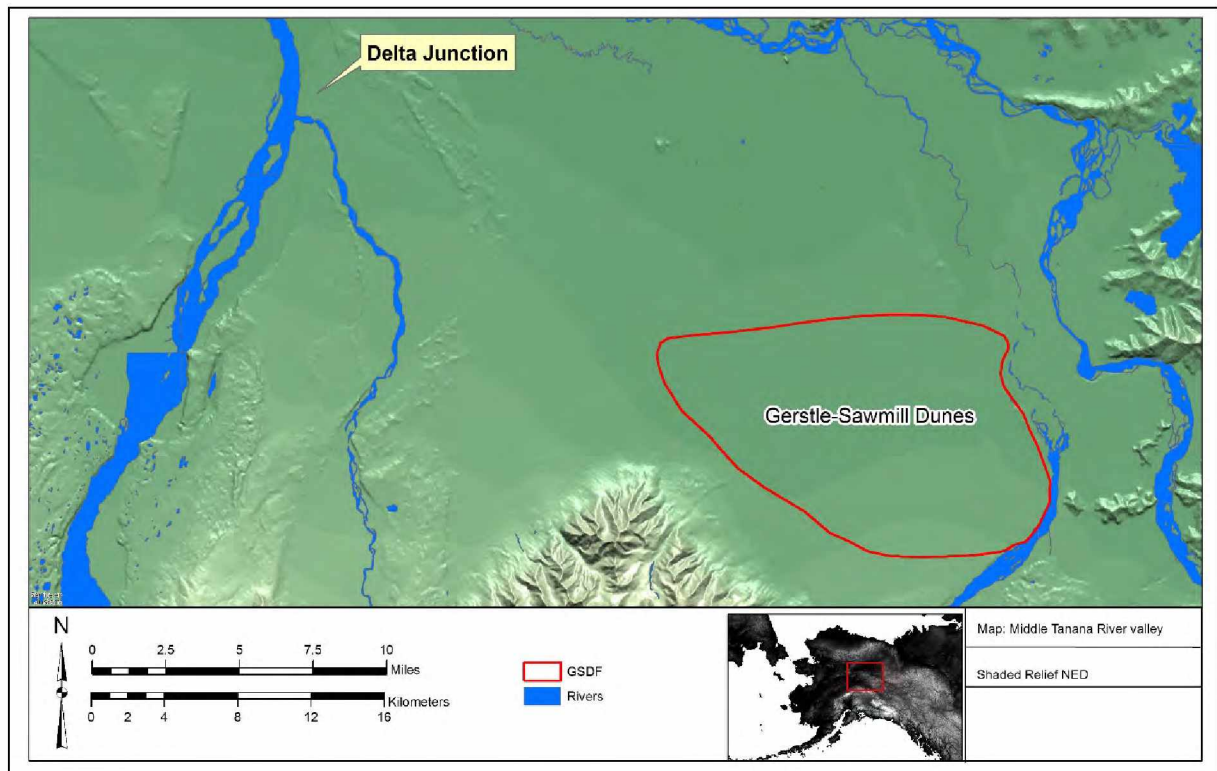 Delta Junction
Gerstle-Sawmill Dunes
N
0 2.5 5 7.5 10
Miles
Kilometers
0 2 4 8 12 16
GSDF
Rivers
Map: Middle Tanana River valley
Shaded Relief NED